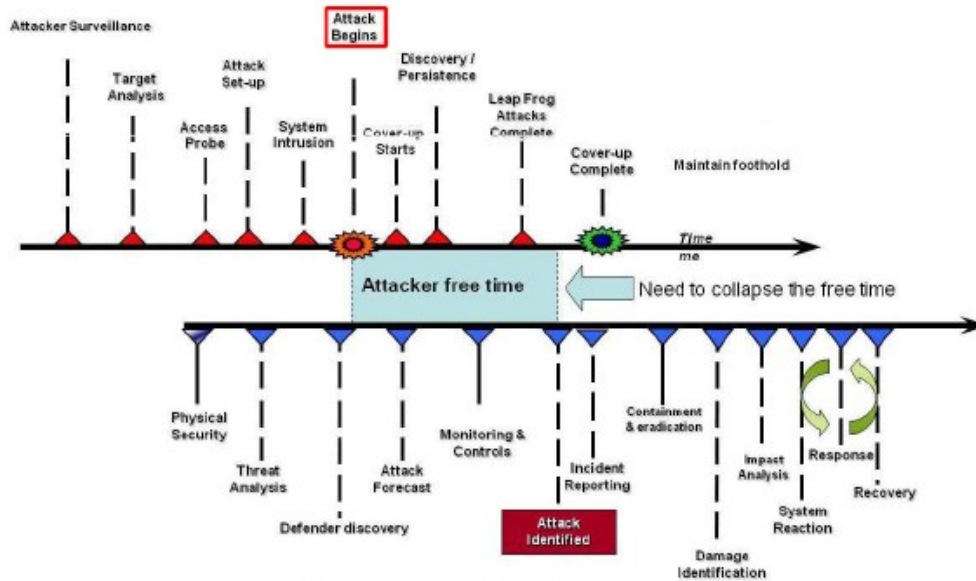 Attacker Surveillance
Target
Analysis
Access
Probe
Attack
Set-up
System
Intrusion
Attack
Begins
Cover-up
Starts
Discovery /
Persistence
Leap Frog
Attacks
Complete
Cover-up
Complete
Maintain foothold
Time
me
Attacker free time
Need to collapse the free time
Physical
Security
Threat
Analysis
Defender discovery
Attack
Forecast
Monitoring &
Controls
Attack
Identified
Incident
Reporting
Containment
& eradication
Damage
Identification
Impact
Analysis
System
Reaction
Response
Recovery